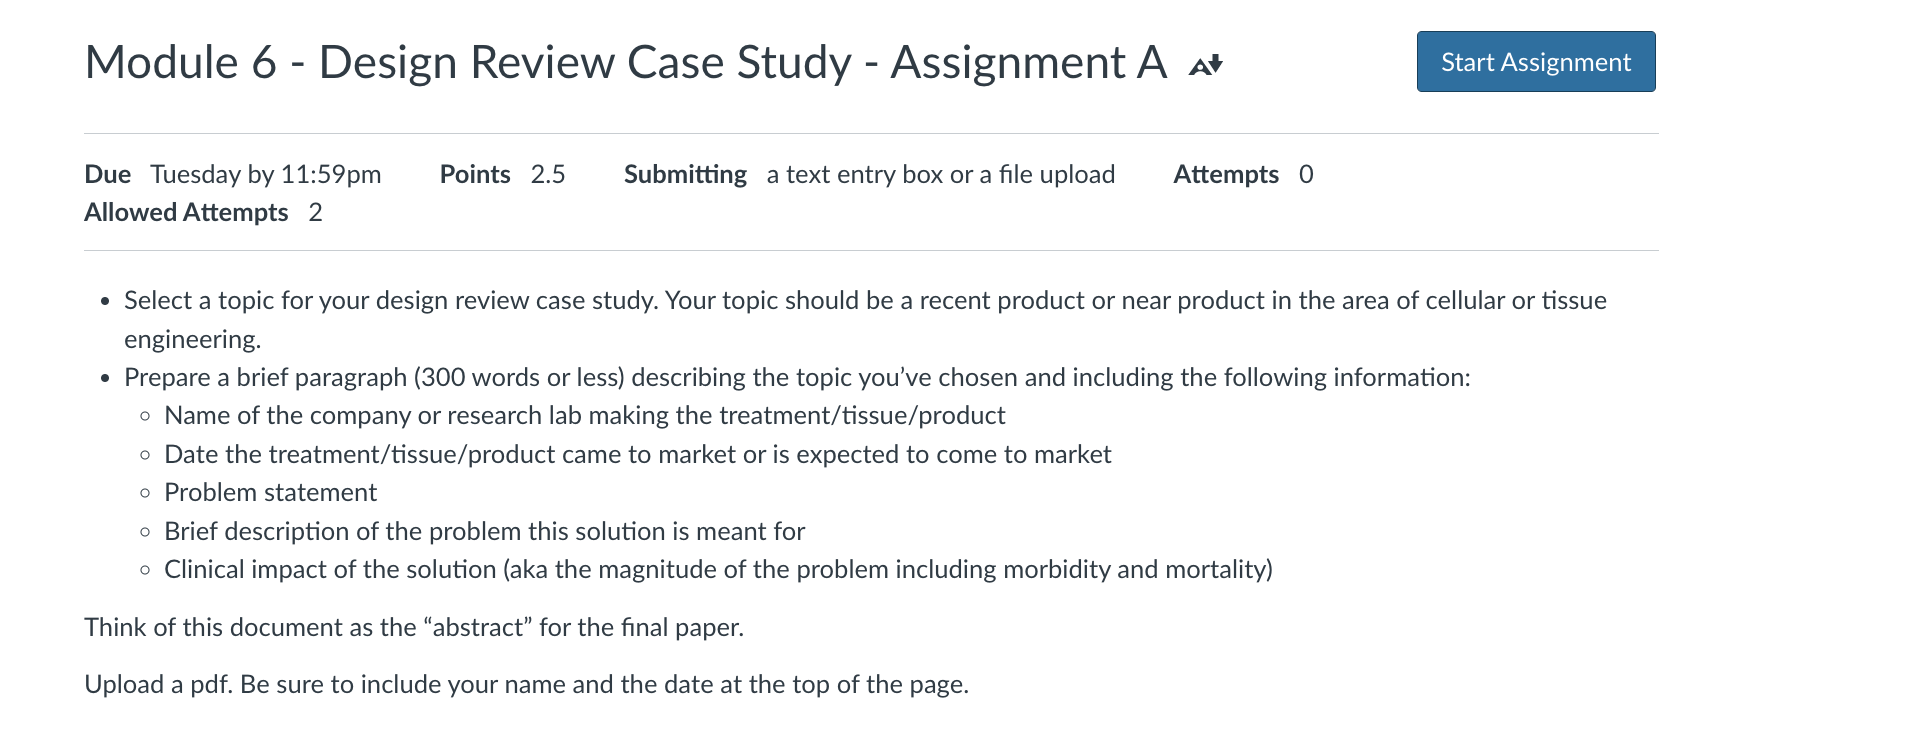 Module 6 - Design Review Case Study - Assignment A
Start Assignment
Due Tuesday by 11:59pm Points 2.5 Submitting a text entry box or a file upload Attempts 0
Allowed Attempts 2
• Select a topic for your design review case study. Your topic should be a recent product or near product in the area of cellular or tissue
engineering.
• Prepare a brief paragraph (300 words or less) describing the topic you’ve chosen and including the following information:
◦ Name of the company or research lab making the treatment/tissue/product
◦ Date the treatment/tissue/product came to market or is expected to come to market
◦ Problem statement
◦ Brief description of the problem this solution is meant for
◦ Clinical impact of the solution (aka the magnitude of the problem including morbidity and mortality)
Think of this document as the “abstract” for the final paper.
Upload a pdf. Be sure to include your name and the date at the top of the page.